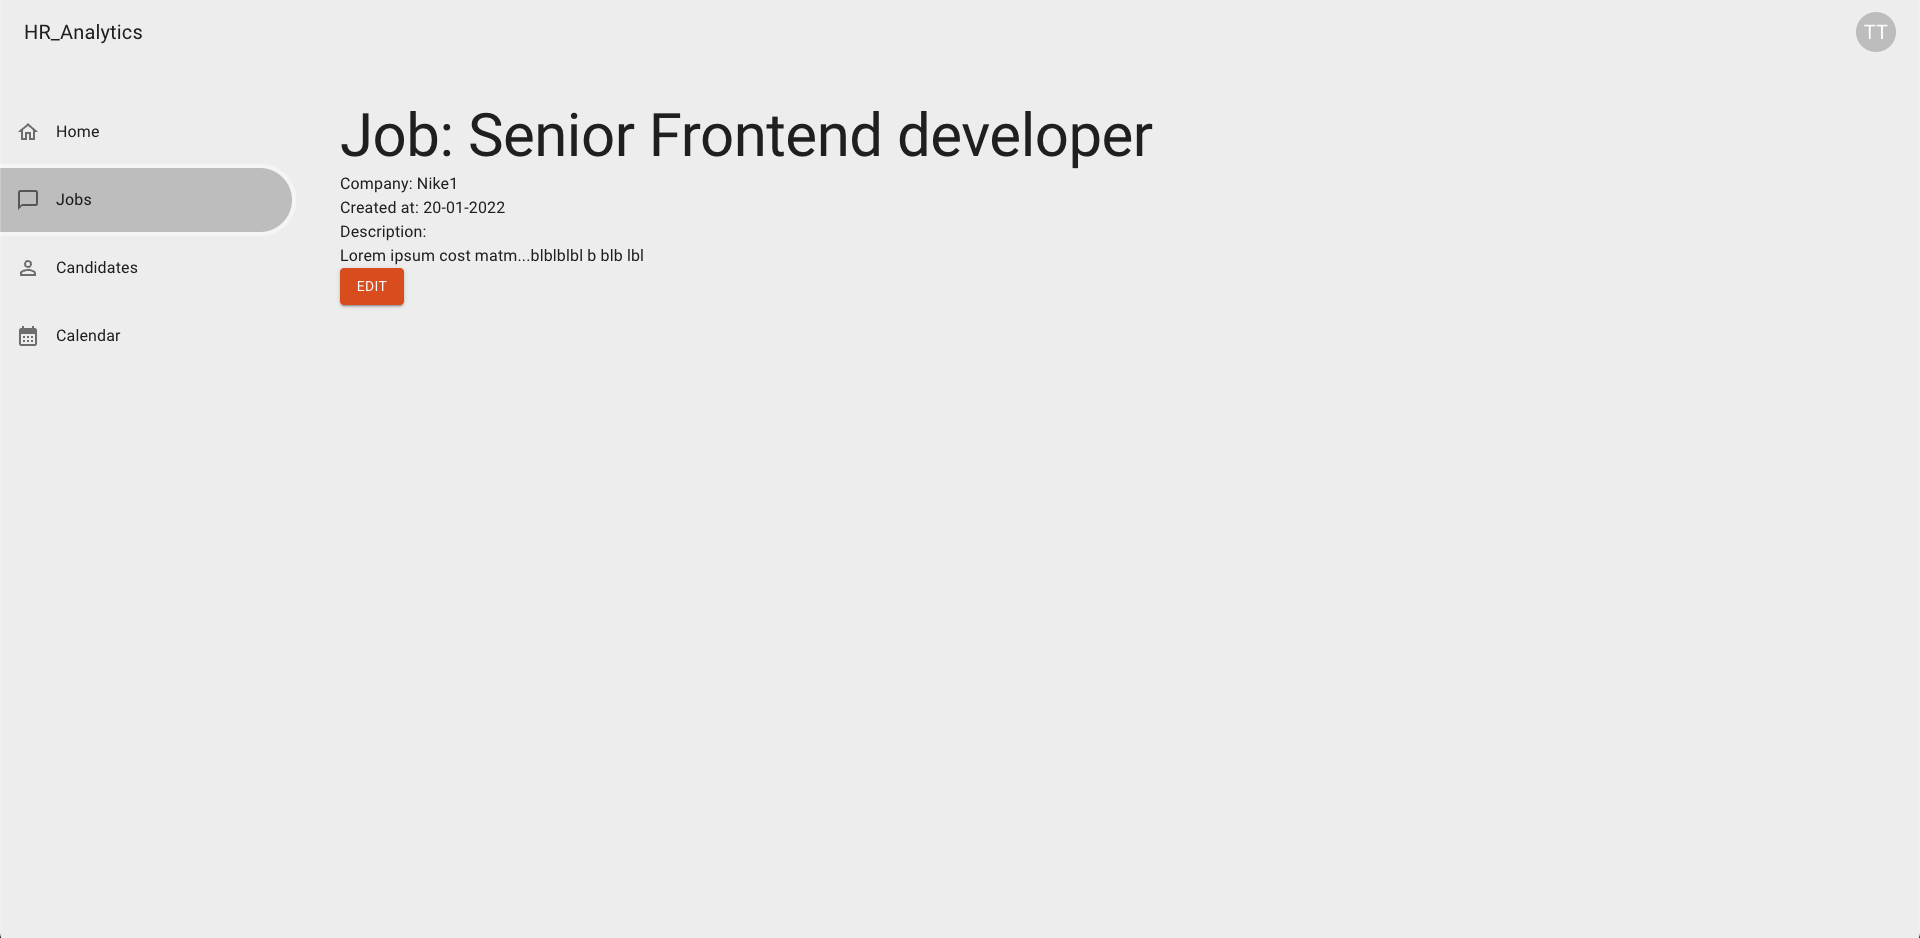 HR_Analytics
TT
Home
Jobs
Candidates
Calendar
Job: Senior Frontend developer
Company: Nike1
Created at: 20-01-2022
Description:
Lorem ipsum cost matm...blblblbl b blb lbl
EDIT